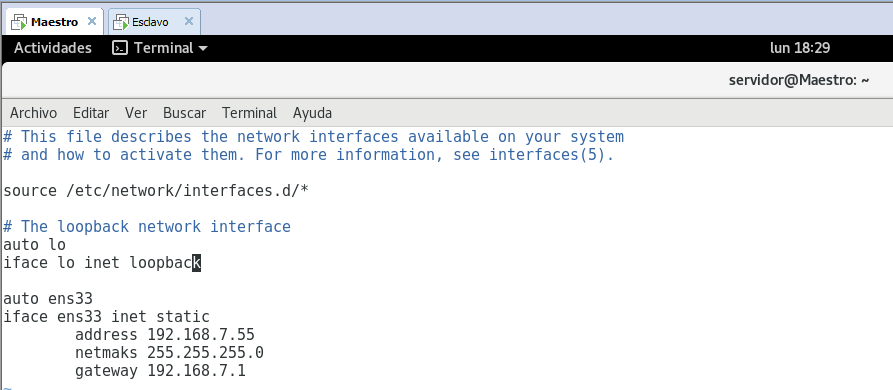 Maestro × Esclavo ×
Actividades Terminal lun 18:29
servidor@Maestro: ~
Archivo Editar Ver Buscar Terminal Ayuda
# This file describes the network interfaces available on your system
# and how to activate them. For more information, see interfaces(5).
source /etc/network/interfaces.d/*
# The loopback network interface
auto lo
iface lo inet loopback
auto ens33
iface ens33 inet static
address 192.168.7.55
netmaks 255.255.255.0
gateway 192.168.7.1
~